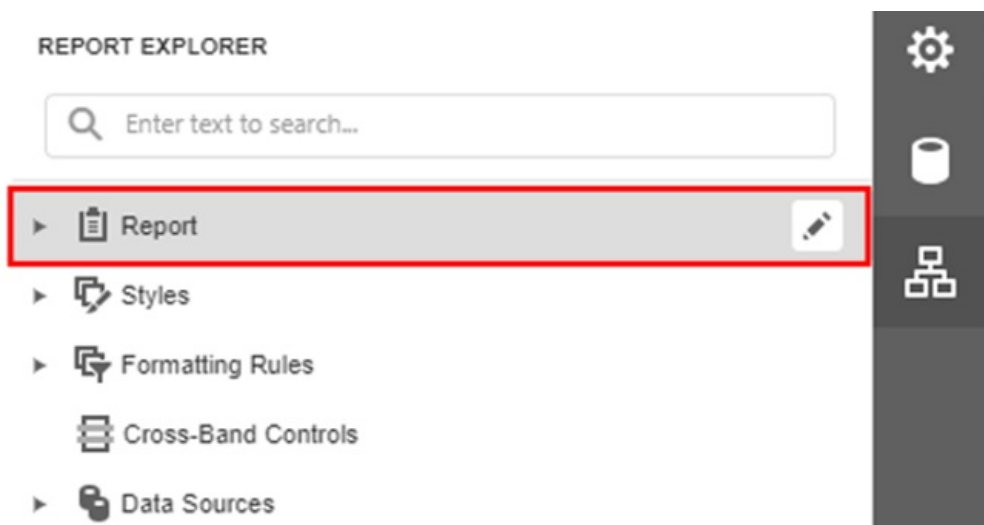 REPORT EXPLORER
Enter text to search...
Report
Styles
Formatting Rules
Cross-Band Controls
Data Sources